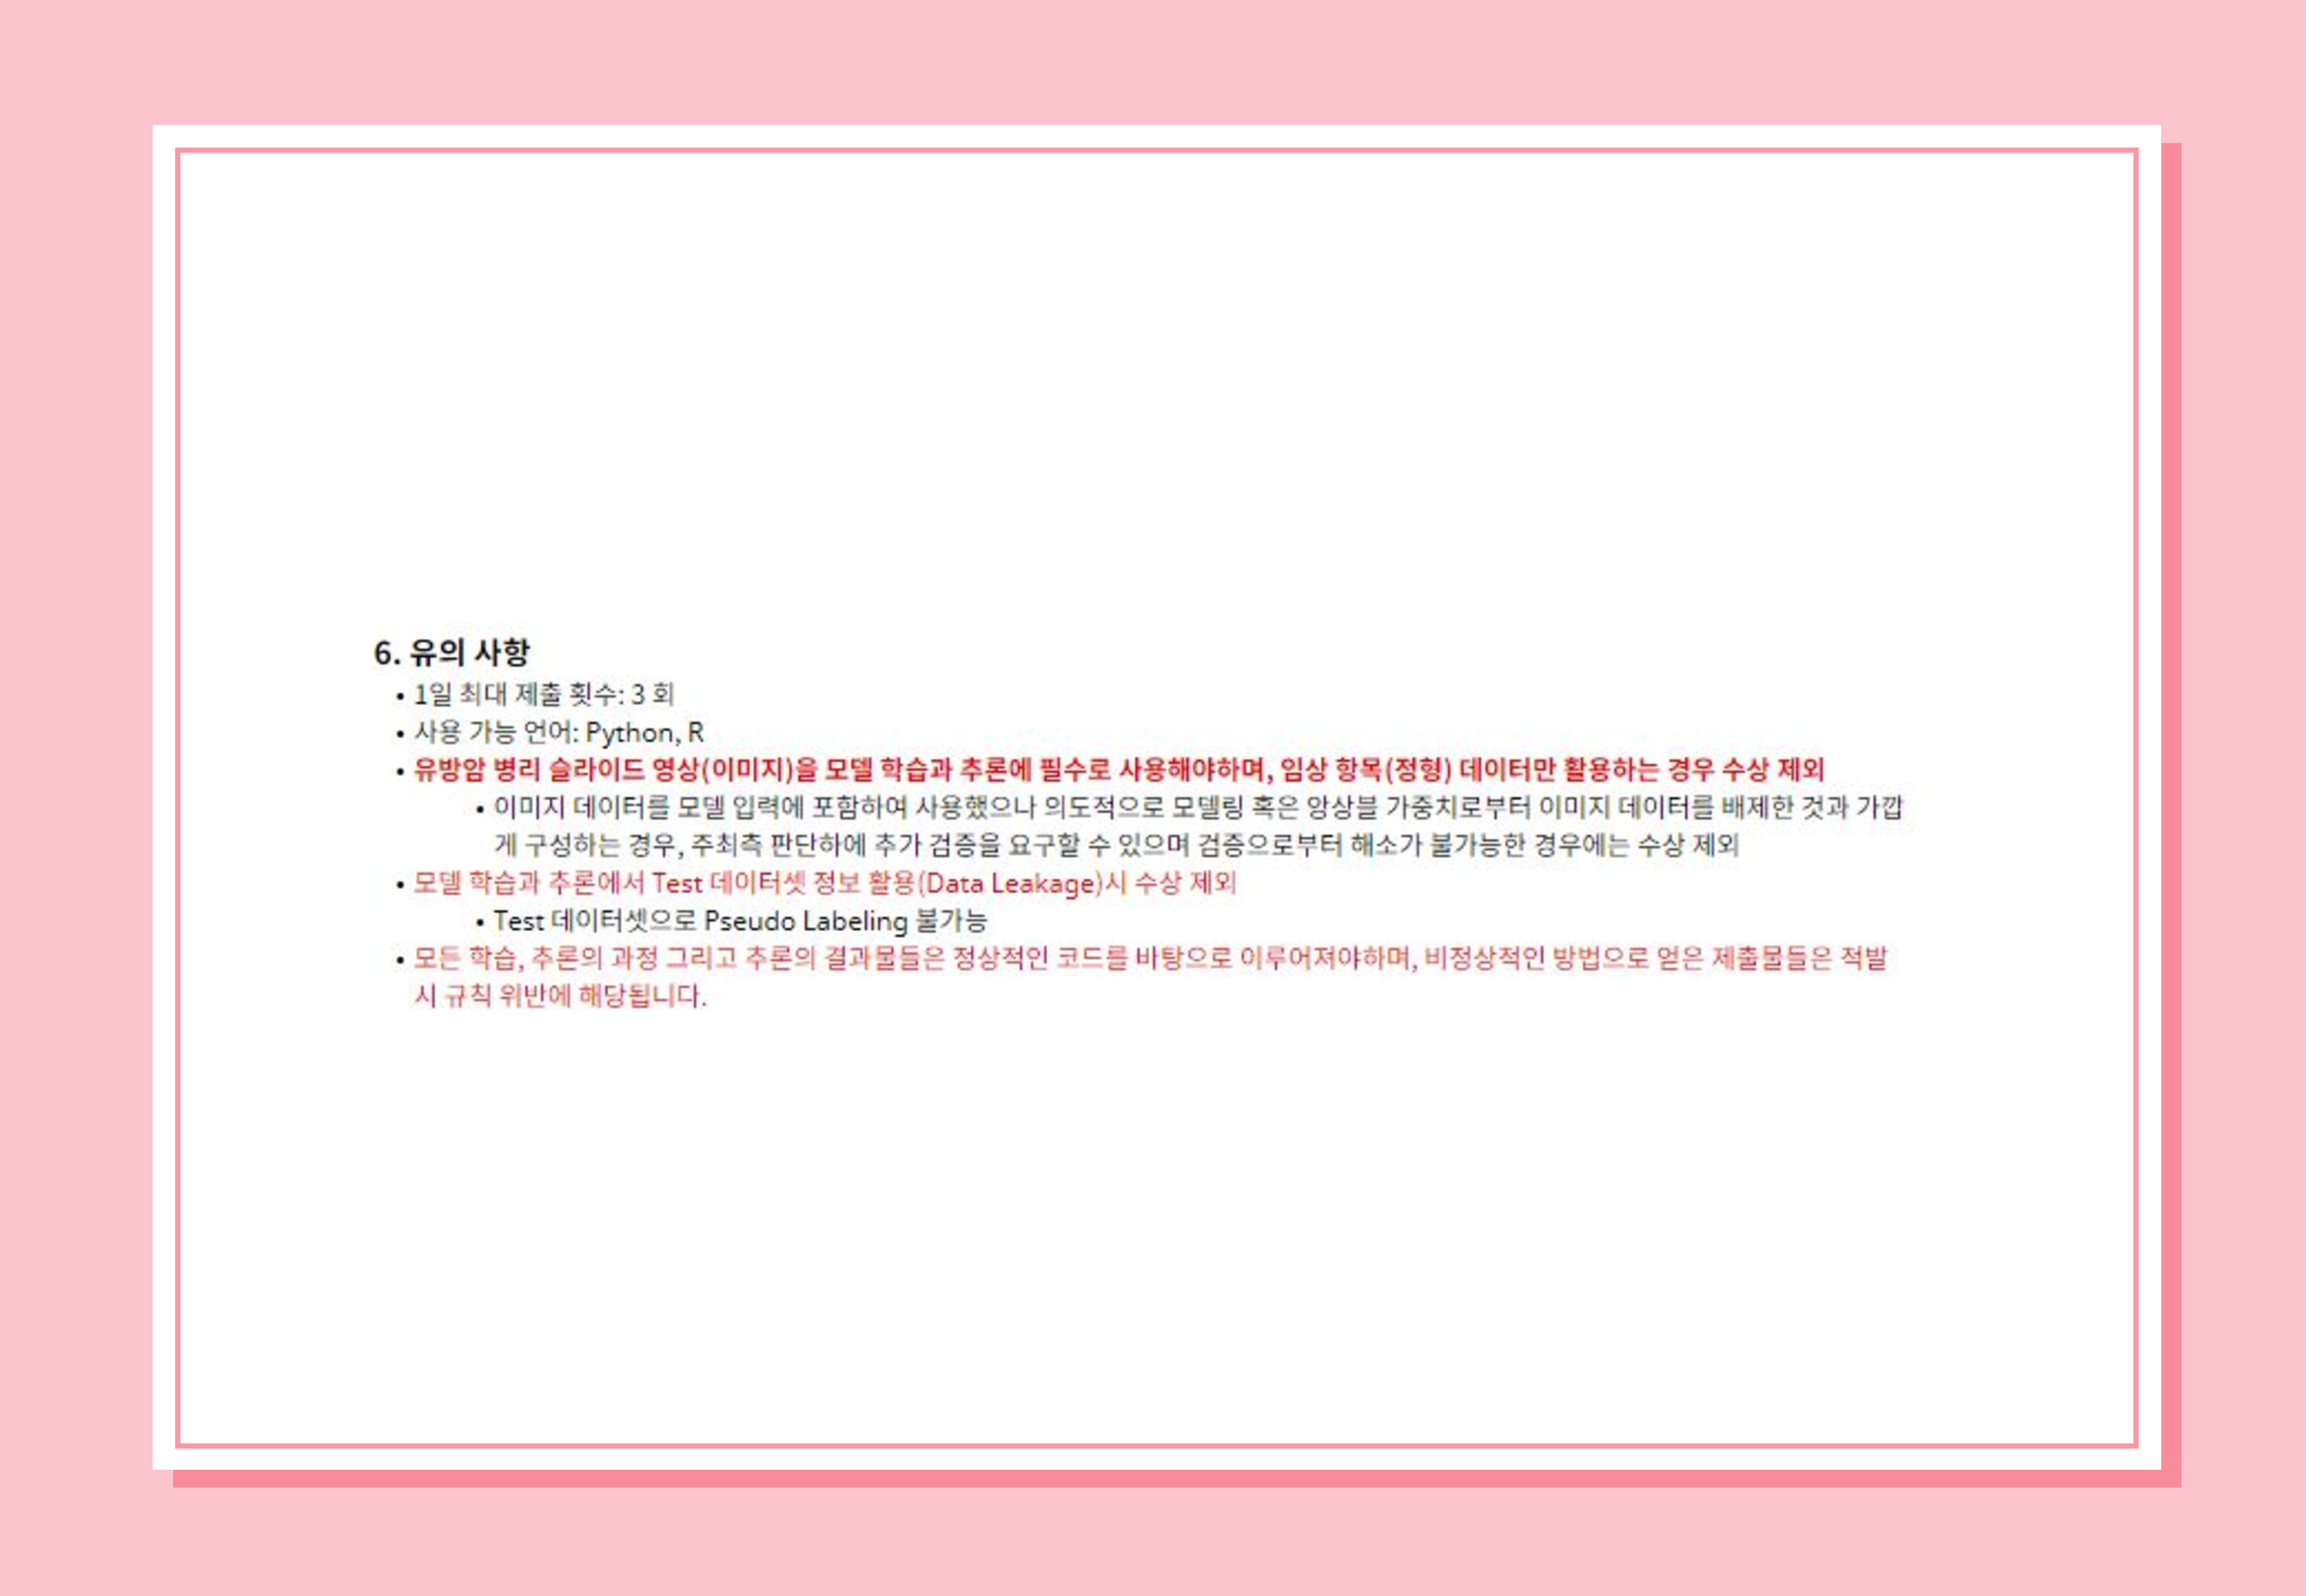 6. 유의 사항
• 1일 최대 제출 횟수: 3 회
• 사용 가능 언어: Python, R
• 유방암 병리 슬라이드 영상(이미지)을 모델 학습과 추론에 필수로 사용해야하며, 임상 항목(정형) 데이터만 활용하는 경우 수상 제외
• 이미지 데이터를 모델 입력에 포함하여 사용했으나 의도적으로 모델링 혹은 앙상블 가중치로부터 이미지 데이터를 배제한 것과 가깝
게 구성하는 경우, 주최측 판단하에 추가 검증을 요구할 수 있으며 검증으로부터 해소가 불가능한 경우에는 수상 제외
• 모델 학습과 추론에서 Test 데이터셋 정보 활용(Data Leakage)시 수상 제외
• Test 데이터셋으로 Pseudo Labeling 불가능
• 모든 학습, 추론의 과정 그리고 추론의 결과물들은 정상적인 코드를 바탕으로 이루어져야하며, 비정상적인 방법으로 얻은 제출물들은 적발
시 규칙 위반에 해당됩니다.